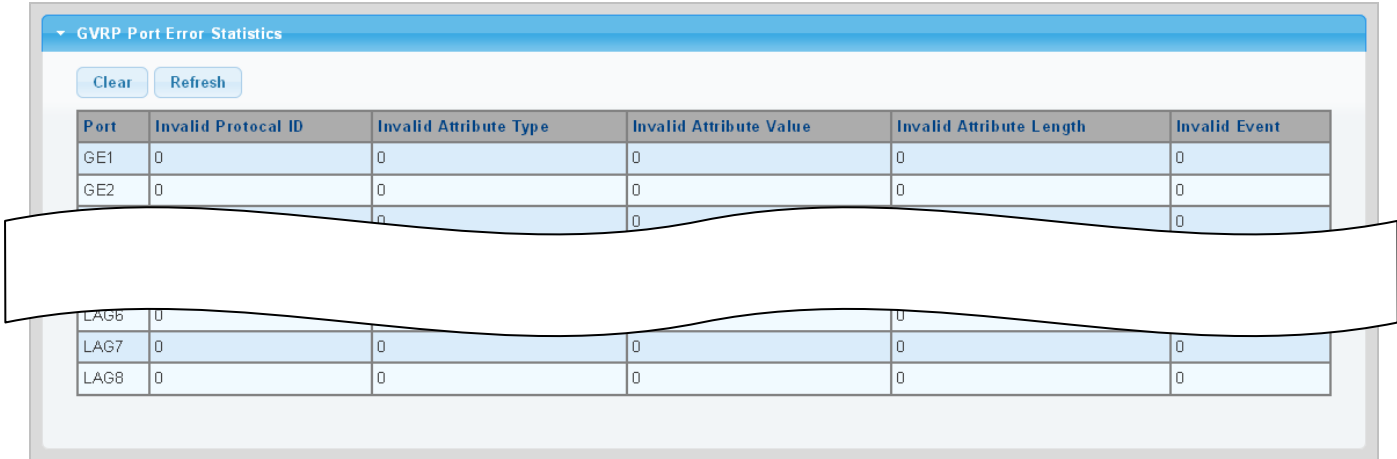 GVRP Port Error Statistics
Clear Refresh
Port Invalid Protocal ID Invalid Attribute Type Invalid Attribute Value Invalid Attribute Length Invalid Event
GE1 0 0 0 0 0
GE2 0 0 0 0 0
0 0 0
LAG6 0 0
LAG7 0 0 0 0 0
LAG8 0 0 0 0 0